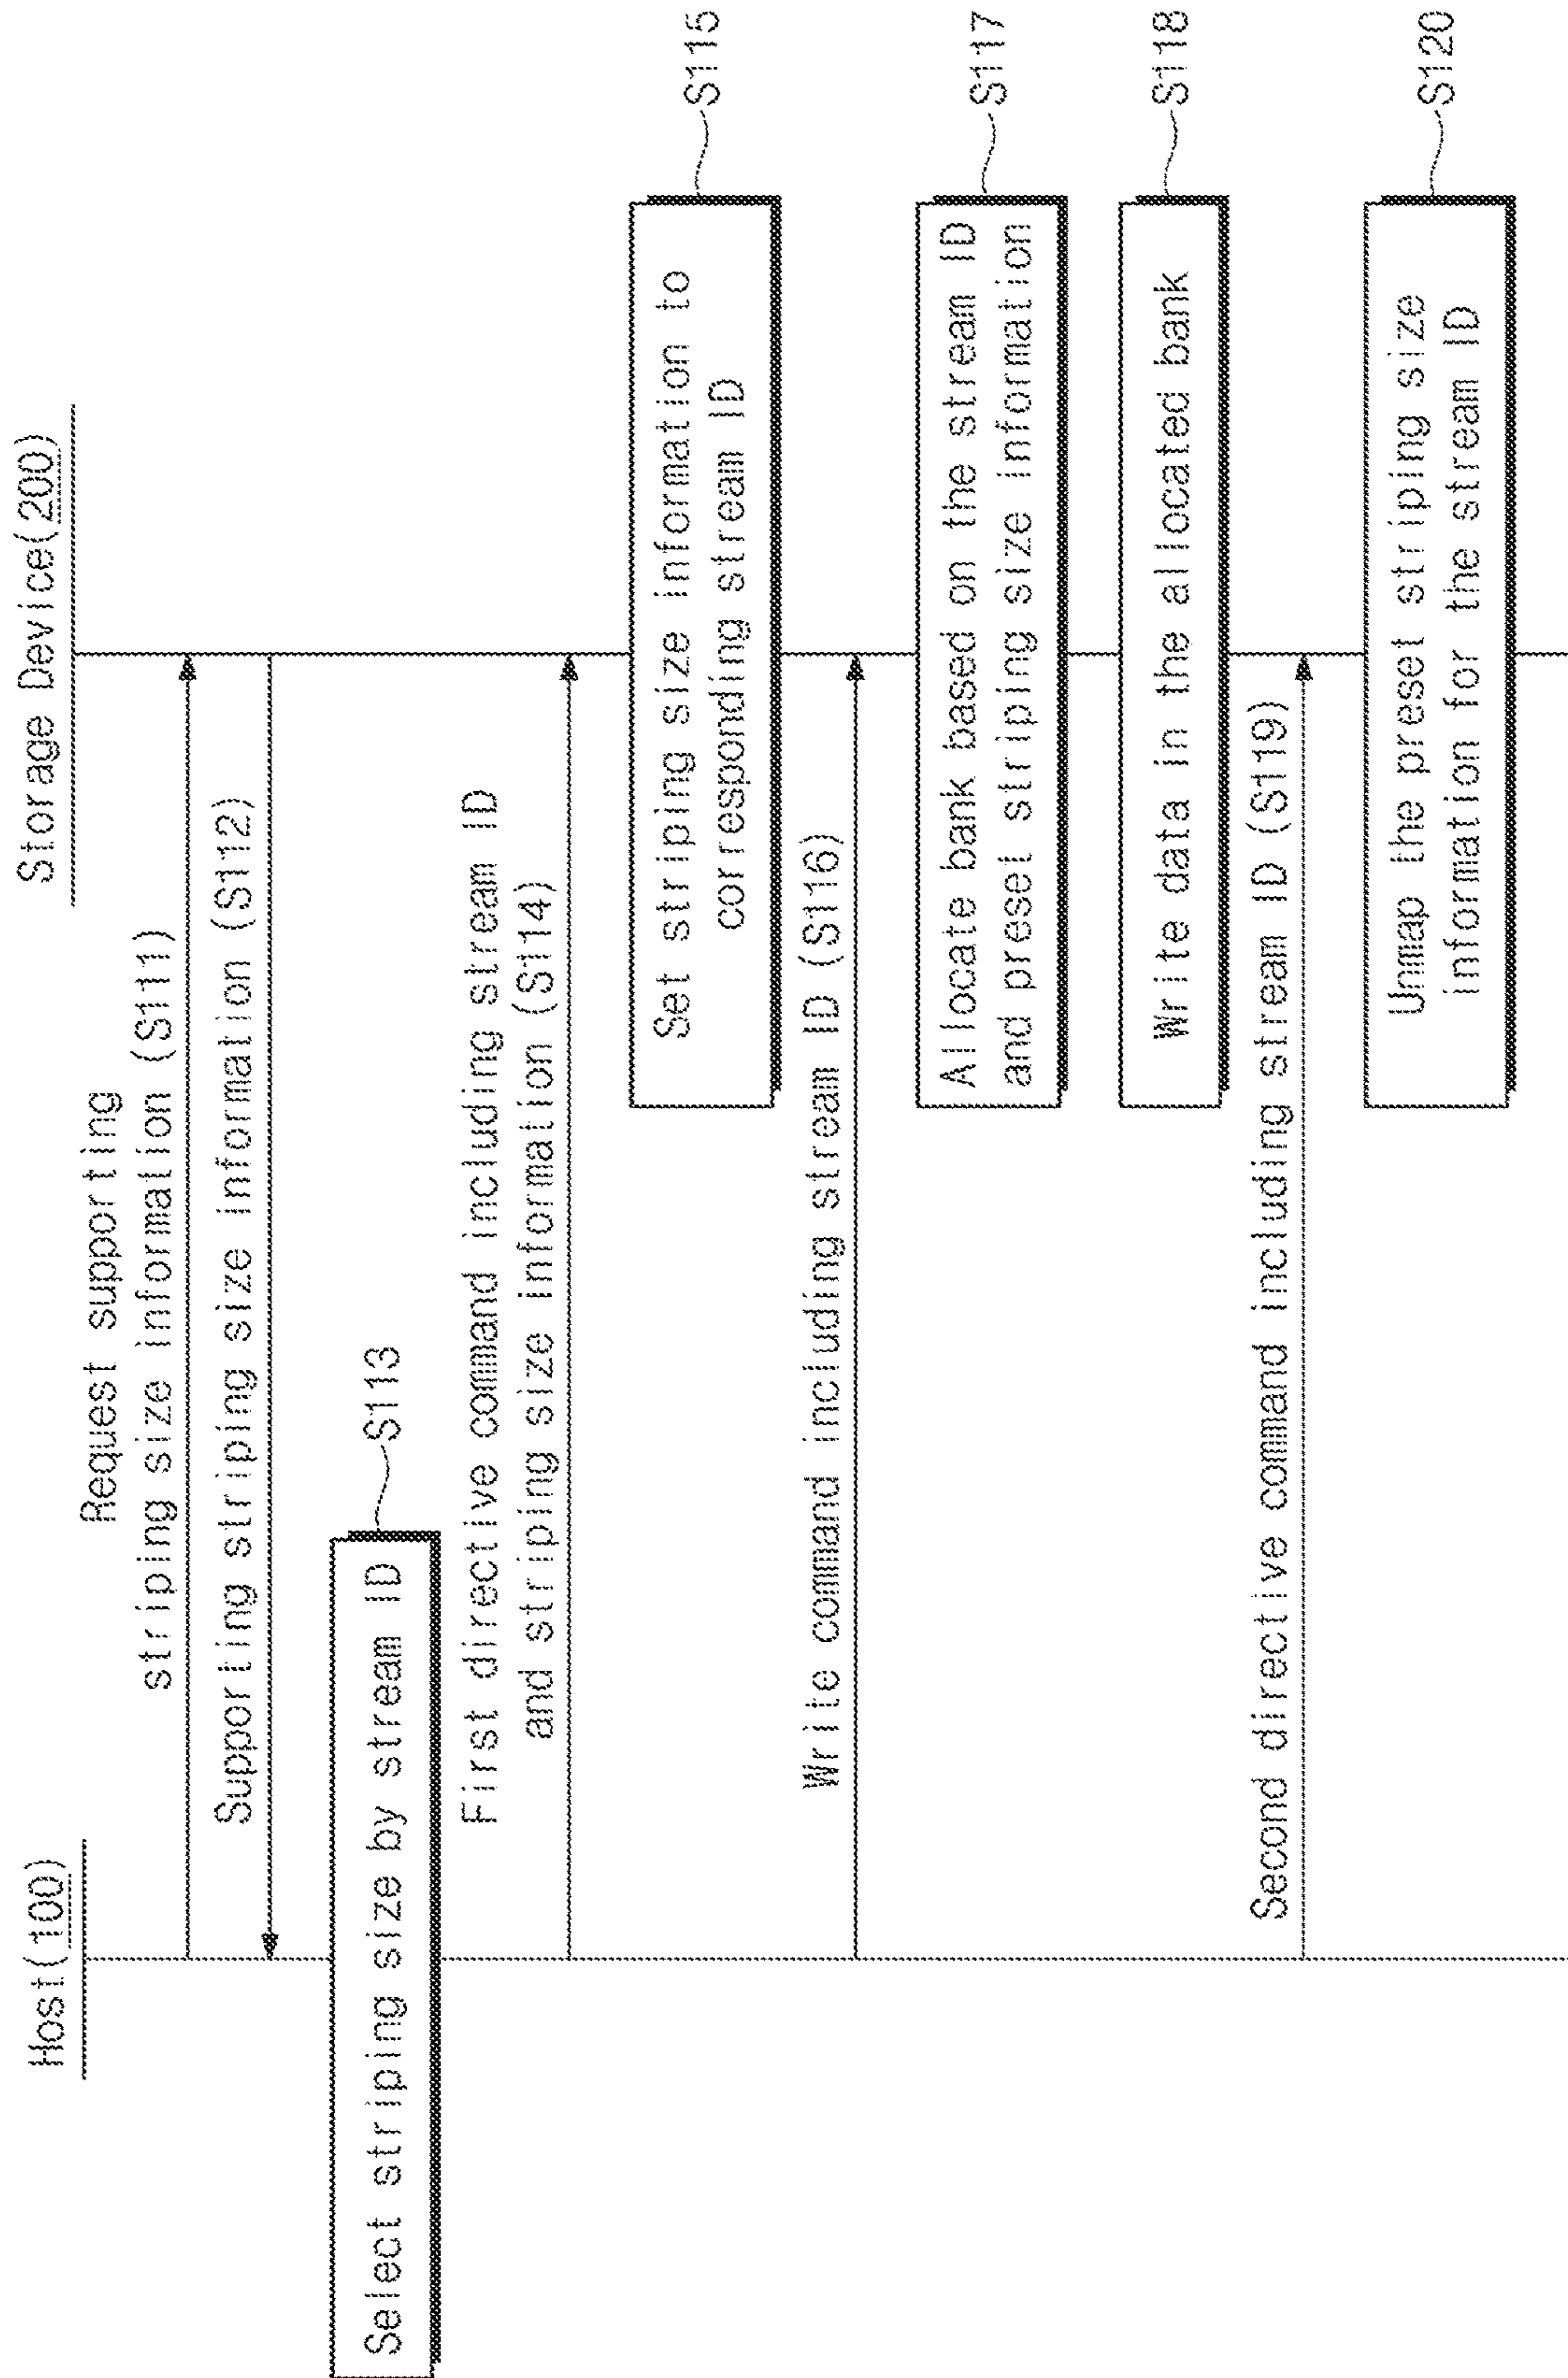 Host(100)
Storage Device(200)
Request supporting
striping size information (S111)
Supporting striping size information (S112)
Select striping size by stream ID
S113
First directive command including stream ID
and striping size information (S114)
Set striping size information to
corresponding stream ID
S115
Write command including stream ID (S116)
Allocate bank based on the stream ID
and preset striping size information
S117
Write data in the allocated bank
S118
Second directive command including stream ID (S119)
Unmap the preset striping size
information for the stream ID
S120